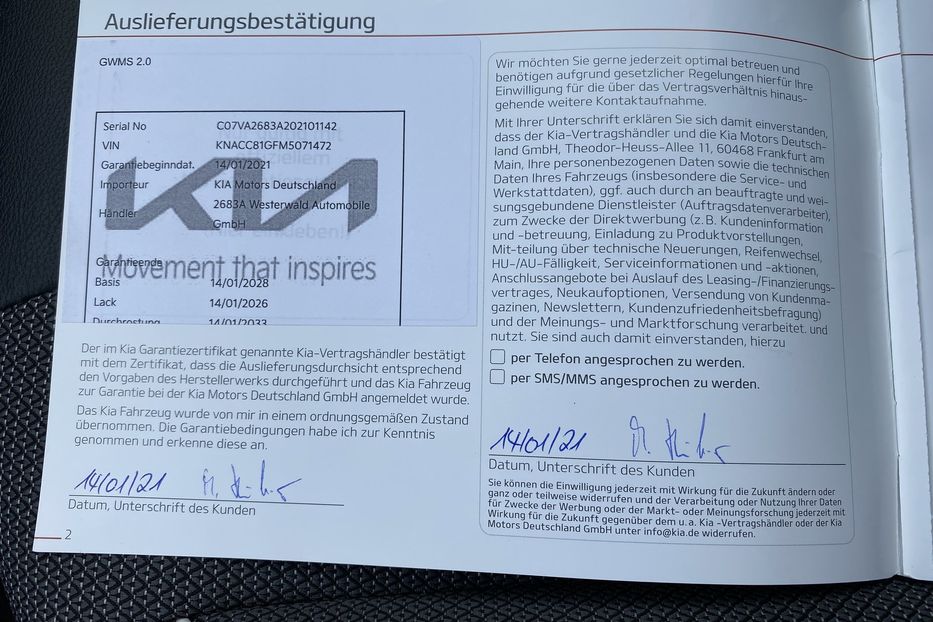 Auslieferungsbestätigung
GWMS 2.0
Serial No C07VA2683A202101142
VIN KNACC81GFM5071472
Garantiebeginndat. 14/01/2021
Importeur KIA Motors Deutschland
Händler 2683A Westerwald Automobile
GmbH
KIA
Garantieende
Movement that inspires
Basis 14/01/2028
Lack 14/01/2026
Durchrostung 14/01/2033
Der im Kia Garantiezertifikat genannte Kia-Vertragshändler bestätigt
mit dem Zertifikat, dass die Auslieferungsdurchsicht entsprechend
den Vorgaben des Herstellerwerks durchgeführt und das Kia Fahrzeug
zur Garantie bei der Kia Motors Deutschland GmbH angemeldet wurde.
Das Kia Fahrzeug wurde von mir in einem ordnungsgemäßen Zustand
übernommen. Die Garantiebedingungen habe ich zur Kenntnis
genommen und erkenne diese an.
14/01/21
Datum, Unterschrift des Kunden
2
Wir möchten Sie gerne jederzeit optimal betreuen und
benötigen aufgrund gesetzlicher Regelungen hierfür Ihre
Einwilligung für die über das Vertragsverhältnis hinaus-
gehende weitere Kontaktaufnahme.
Mit Ihrer Unterschrift erklären Sie sich damit einverstanden,
dass der Kia-Vertragshändler und die Kia Motors Deutsch-
land GmbH, Theodor-Heuss-Allee 11, 60468 Frankfurt am
Main, Ihre personenbezogenen Daten sowie die technischen
Daten Ihres Fahrzeugs (insbesondere die Service- und
Werkstattdaten), ggf. auch durch an beauftragte und wei-
sungsgebundene Dienstleister (Auftragsdatenverarbeiter),
zum Zwecke der Direktwerbung (z.B. Kundeninformation
und -betreuung, Einladung zu Produktvorstellungen,
Mit-teilung über technische Neuerungen, Reifenwechsel,
HU-/AU-Fälligkeit, Serviceinformationen und -aktionen,
Anschlussangebote bei Auslauf des Leasing-/Finanzierungs-
vertrages, Neukaufoptionen, Versendung von Kundenma-
gazinen, Newslettern, Kundenzufriedenheitsbefragung)
und der Meinungs- und Marktforschung verarbeitet. und
nutzt. Sie sind auch damit einverstanden, hierzu
per Telefon angesprochen zu werden.
per SMS/MMS angesprochen zu werden.
14/01/21
Datum, Unterschrift des Kunden
Sie können die Einwilligung jederzeit mit Wirkung für die Zukunft ändern oder
ganz oder teilweise widerrufen und der Verarbeitung oder Nutzung Ihrer Daten
für Zwecke der Werbung oder der Markt- oder Meinungsforschung jederzeit mit
Wirkung für die Zukunft gegenüber dem u. a. Kia -Vertragshändler oder der Kia
Motors Deutschland GmbH unter info@kia.de widerrufen.